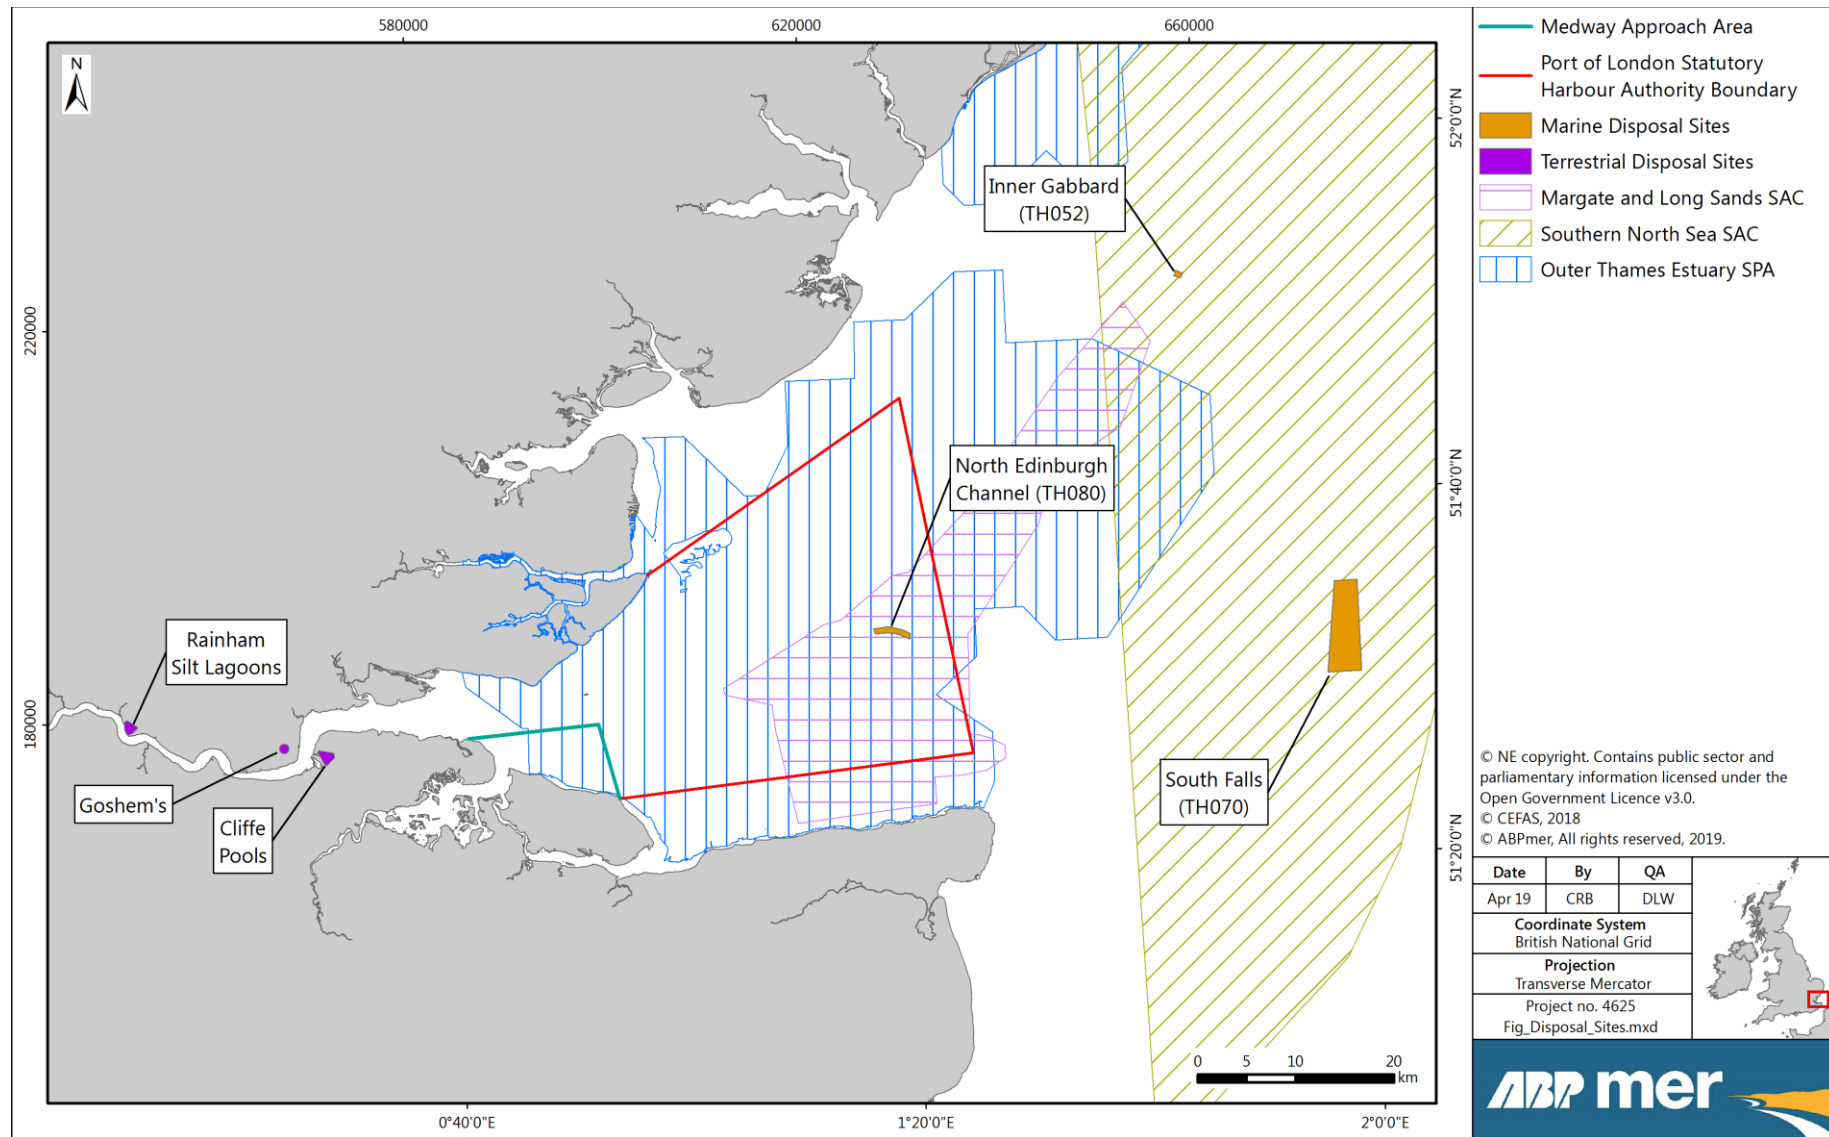 580000
620000
660000
N
52°0'0"N
Inner Gabbard
(TH052)
220000
North Edinburgh
Channel (TH080)
51°40'0"N
Rainham
Silt Lagoons
180000
Goshem's
Cliffe
Pools
South Falls
(TH070)
51°20'0"N
0 5 10 20
km
0°40'0"E
1°20'0"E
2°0'0"E
Medway Approach Area
Port of London Statutory
Harbour Authority Boundary
Marine Disposal Sites
Terrestrial Disposal Sites
Margate and Long Sands SAC
Southern North Sea SAC
Outer Thames Estuary SPA
© NE copyright. Contains public sector and
parliamentary information licensed under the
Open Government Licence v3.0.
© CEFAS, 2018
© ABPmer, All rights reserved, 2019.
Date By QA
Apr 19 CRB DLW
Coordinate System
British National Grid
Projection
Transverse Mercator
Project no. 4625
Fig_Disposal_Sites.mxd
ABPmer